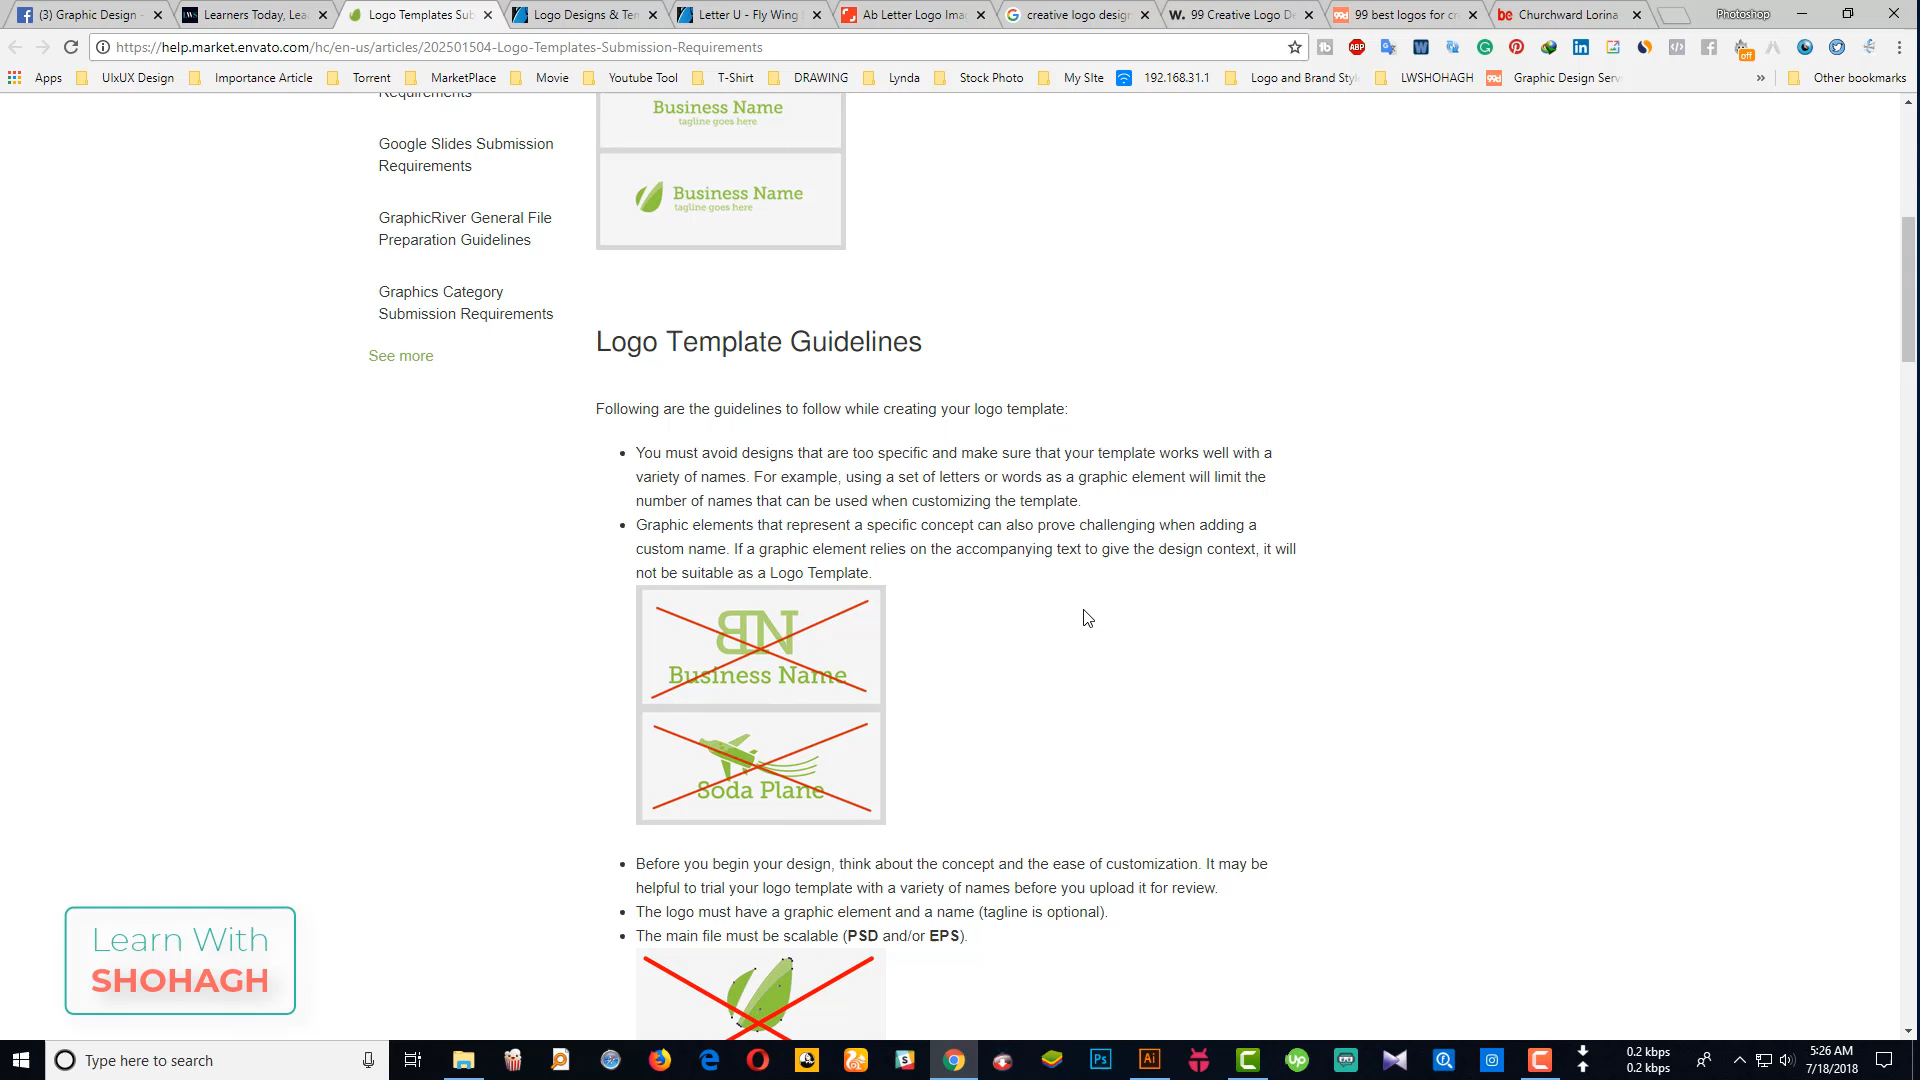 (3) Graphic Design -
Learners Today, Lea
Logo Templates Sub
Logo Designs & Ten
Letter U - Fly Wing
Ab Letter Logo Ima
creative logo design
99 Creative Logo D
99 best logos for cr
Churchward Lorina
Photoshop
https://help.market.envato.com/hc/en-us/articles/202501504-Logo-Templates-Submission-Requirements
Apps
UIxUX Design
Importance Article
Torrent
MarketPlace
Movie
Youtube Tool
T-Shirt
DRAWING
Lynda
Stock Photo
My SIte
192.168.31.1
Logo and Brand Style
LWSHOHAGH
Graphic Design Serv
»
Other bookmarks
Requirements
Google Slides Submission
Requirements
GraphicRiver General File
Preparation Guidelines
Graphics Category
Submission Requirements
See more
Business Name
tagline goes here
Business Name
tagline goes here
Logo Template Guidelines
Following are the guidelines to follow while creating your logo template:
You must avoid designs that are too specific and make sure that your template works well with a
variety of names. For example, using a set of letters or words as a graphic element will limit the
number of names that can be used when customizing the template.
Graphic elements that represent a specific concept can also prove challenging when adding a
custom name. If a graphic element relies on the accompanying text to give the design context, it will
not be suitable as a Logo Template.
BN
Business Name
Soda Plane
Before you begin your design, think about the concept and the ease of customization. It may be
helpful to trial your logo template with a variety of names before you upload it for review.
The logo must have a graphic element and a name (tagline is optional).
The main file must be scalable (PSD and/or EPS).
Learn With
SHOHAGH
Type here to search
0.2 kbps
0.2 kbps
5:26 AM
7/18/2018